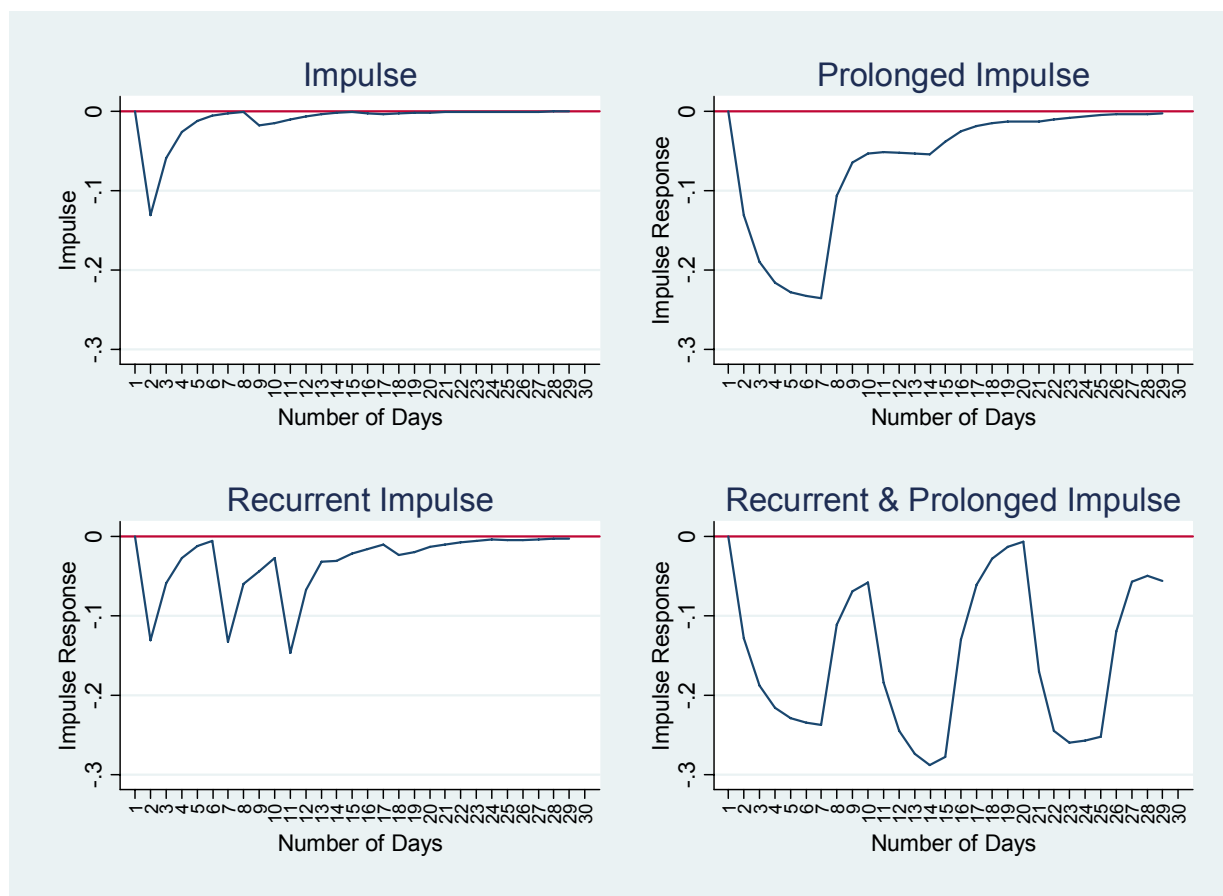 Impulse
Impulse
0
-.1
-.2
-.3
1 2 3 4 5 6 7 8 9 10 11 12 13 14 15 16 17 18 19 20 21 22 23 24 25 26 27 28 29 30
Number of Days
Prolonged Impulse
Impulse Response
0
-.1
-.2
-.3
1 2 3 4 5 6 7 8 9 10 11 12 13 14 15 16 17 18 19 20 21 22 23 24 25 26 27 28 29 30
Number of Days
Recurrent Impulse
Impulse Response
0
-.1
-.2
-.3
1 2 3 4 5 6 7 8 9 10 11 12 13 14 15 16 17 18 19 20 21 22 23 24 25 26 27 28 29 30
Number of Days
Recurrent & Prolonged Impulse
Impulse Response
0
-.1
-.2
-.3
1 2 3 4 5 6 7 8 9 10 11 12 13 14 15 16 17 18 19 20 21 22 23 24 25 26 27 28 29 30
Number of Days